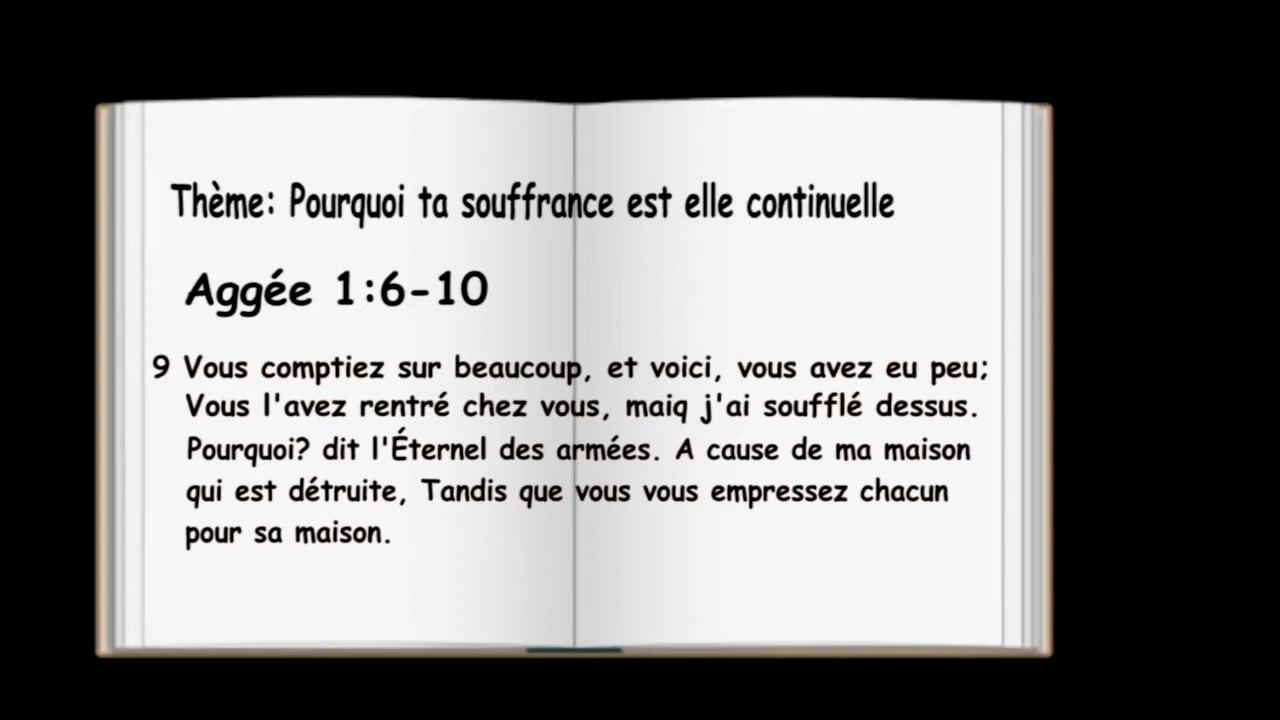 Thème: Pourquoi ta souffrance est elle continuelle
Aggée 1:6-10
9 Vous comptiez sur beaucoup, et voici, vous avez eu peu;
Vous l'avez rentré chez vous, maiq j'ai soufflé dessus.
Pourquoi? dit l'Éternel des armées. A cause de ma maison
qui est détruite, Tandis que vous vous empressez chacun
pour sa maison.